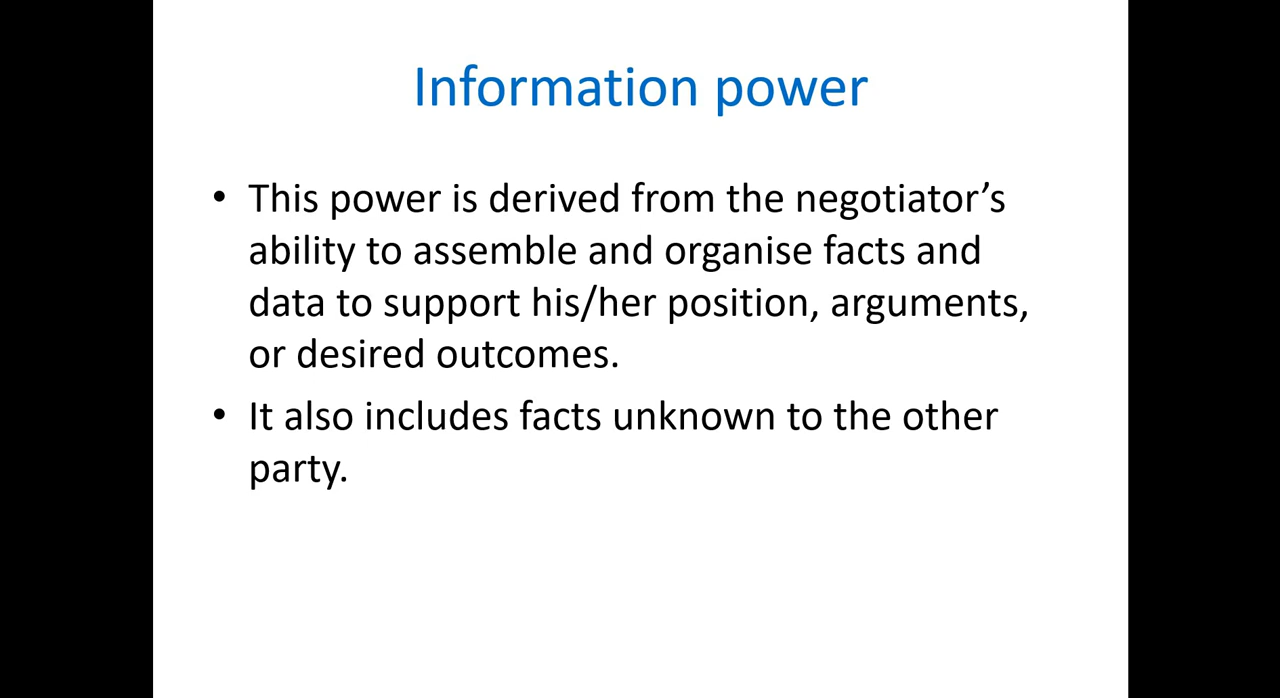 Information power
• This power is derived from the negotiator’s
ability to assemble and organise facts and
data to support his/her position, arguments,
or desired outcomes.
• It also includes facts unknown to the other
party.